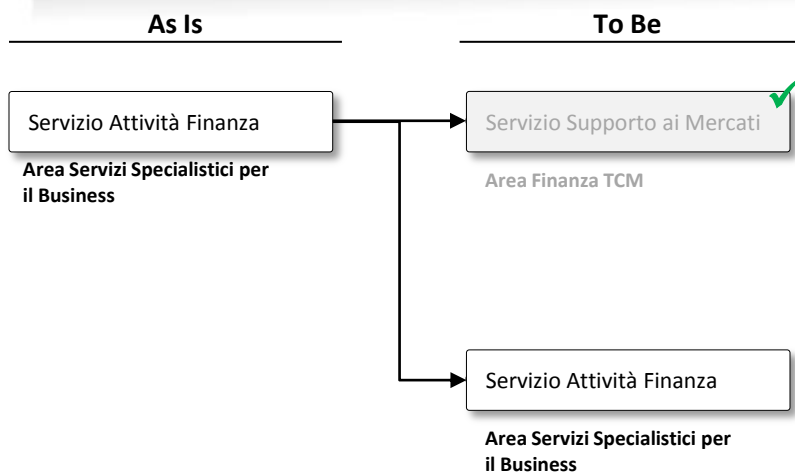 As Is
To Be
Servizio Attività Finanza
Servizio Supporto ai Mercati
Area Servizi Specialistici per
il Business
Area Finanza TCM
Servizio Attività Finanza
Area Servizi Specialistici per
il Business